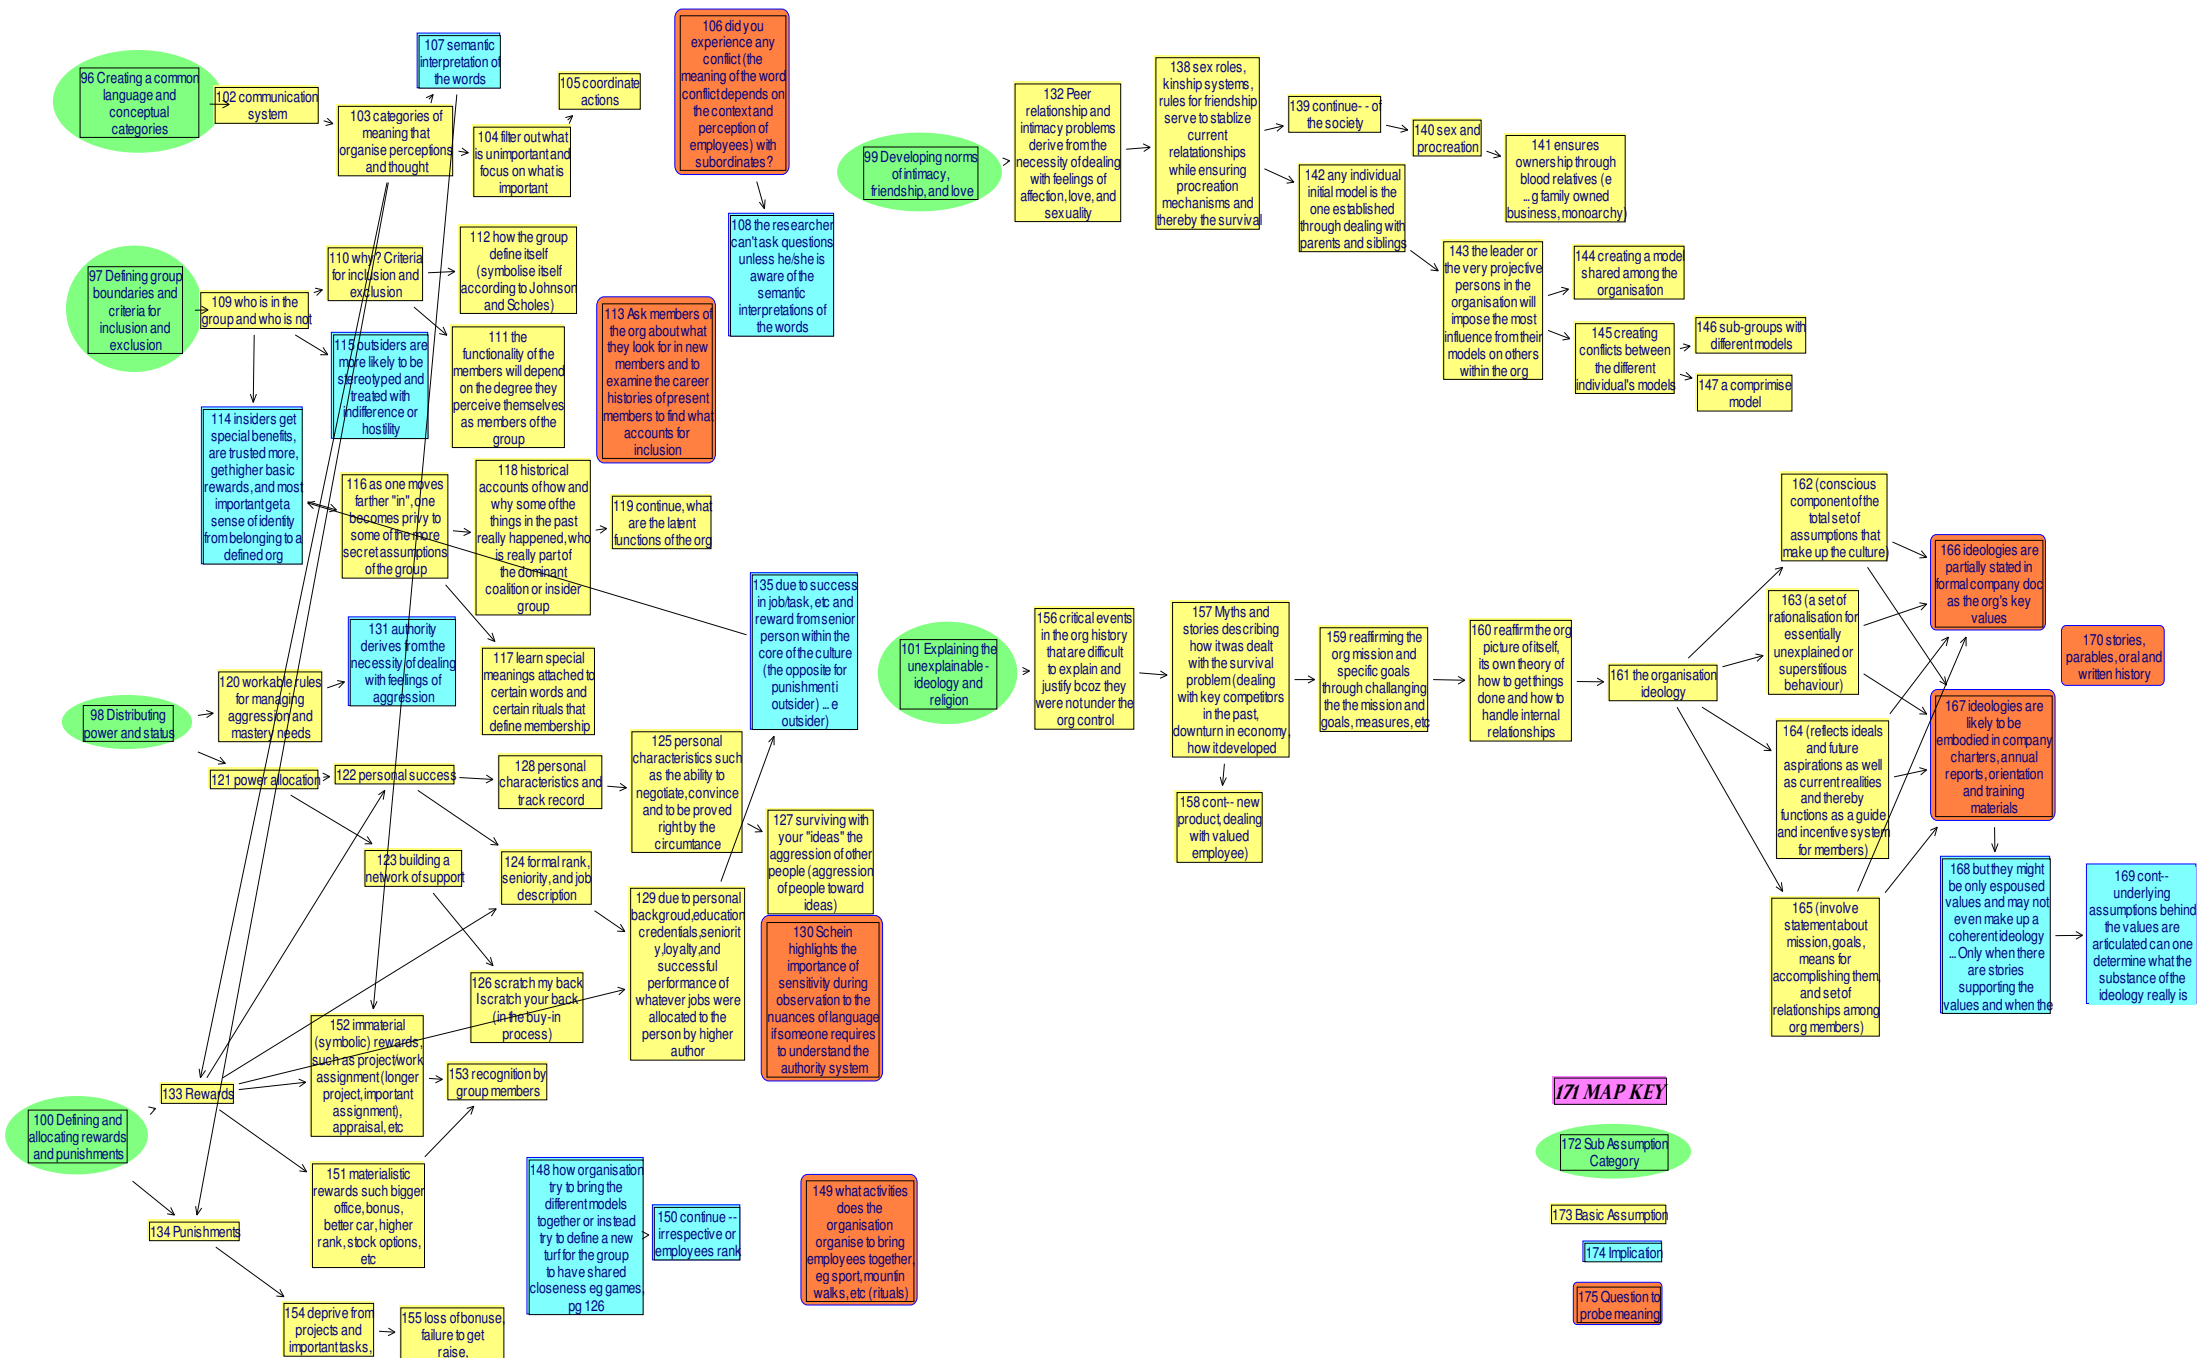 96 Creating a common
language and
conceptual
categories
102 communication
system
103 categories of
meaning that
organise perceptions
and thought
107 semantic
interpretation of
the words
104 filter out what
is unimportant and
focus on what is
important
105 coordinate
actions
106 did you
experience any
conflict (the
meaning of the word
conflict depends on
the context and
perception of
employees) with
subordinates?
108 the researcher
can't ask questions
unless he/she is
aware of the
semantic
interpretations of
the words
97 Defining group
boundaries and
criteria for
inclusion and
exclusion
109 who is in the
group and who is not
110 why? Criteria
for inclusion and
exclusion
112 how the group
define itself
(symbolise itself
according to Johnson
and Scholes)
111 the
functionality of the
members will depend
on the degree they
perceive themselves
as members of the
group
113 Ask members of
the org about what
they look for in new
members and to
examine the career
histories of present
members to find what
accounts for
inclusion
115 outsiders are
more likely to be
stereotyped and
treated with
indifference or
hostility
114 insiders get
special benefits,
are trusted more,
get higher basic
rewards, and most
important get a
sense of identity
from belonging to a
defined org
116 as one moves
farther "in", one
becomes privy to
some of the more
secret assumptions
of the group
118 historical
accounts of how and
why some of the
things in the past
really happened, who
is really part of
the dominant
coalition or insider
group
119 continue, what
are the latent
functions of the org
117 learn special
meanings attached to
certain words and
certain rituals that
define membership
98 Distributing
power and status
120 workable rules
for managing
aggression and
mastery needs
131 authority
derives from the
necessity of dealing
with feelings of
aggression
121 power allocation
122 personal success
128 personal
characteristics and
track record
125 personal
characteristics such
as the ability to
negotiate, convince
and to be proved
right by the
circumtance
127 surviving with
your "ideas" the
aggression of other
people (aggression
of people toward
ideas)
123 building a
network of support
124 formal rank,
seniority, and job
description
126 scratch my back
I scratch your back
(in the buy-in
process)
129 due to personal
backgroud,education
credentials,seniorit
y,loyalty,and
successful
performance of
whatever jobs were
allocated to the
person by higher
author
130 Schein
highlights the
importance of
sensitivity during
observation to the
nuances of language
if someone requires
to understand the
authority system
135 due to success
in job/task, etc and
reward from senior
person within the
core of the culture
(the opposite for
punishment i
outsider) ... e
outsider)
100 Defining and
allocating rewards
and punishments
133 Rewards
134 Punishments
152 immaterial
(symbolic) rewards,
such as project/work
assignment (longer
project, important
assignment),
appraisal, etc
153 recognition by
group members
151 materialistic
rewards such bigger
office, bonus,
better car, higher
rank, stock options,
etc
154 deprive from
projects and
important tasks,
155 loss of bonuse,
failure to get
raise,
148 how organisation
try to bring the
different models
together or instead
try to define a new
turf for the group
to have shared
closeness eg games,
pg 126
150 continue --
irrespective or
employees rank
149 what activities
does the
organisation
organise to bring
employees together,
eg sport, mountin
walks, etc (rituals)
99 Developing norms
of intimacy,
friendship, and love
132 Peer
relationship and
intimacy problems
derive from the
necessity of dealing
with feelings of
affection, love, and
sexuality
138 sex roles,
kinship systems,
rules for friendship
serve to stablize
current
relatationships
while ensuring
procreation
mechanisms and
thereby the survival
139 continue- - of
the society
140 sex and
procreation
141 ensures
ownership through
blood relatives (e
...g family owned
business, monoarchy)
142 any individual
initial model is the
one established
through dealing with
parents and siblings
143 the leader or
the very projective
persons in the
organisation will
impose the most
influence from their
models on others
within the org
144 creating a model
shared among the
organisation
145 creating
conflicts between
the different
individual's models
146 sub-groups with
different models
147 a comprimise
model
101 Explaining the
unexplainable -
ideology and
religion
156 critical events
in the org history
that are difficult
to explain and
justify bcoz they
were not under the
org control
157 Myths and
stories describing
how it was dealt
with the survival
problem (dealing
with key competitors
in the past,
downturn in economy,
how it developed
158 cont-- new
product, dealing
with valued
employee)
159 reaffirming the
org mission and
specific goals
through challanging
the the mission and
goals, measures, etc
160 reaffirm the org
picture of itself,
its own theory of
how to get things
done and how to
handle internal
relationships
161 the organisation
ideology
162 (conscious
component of the
total set of
assumptions that
make up the culture)
163 (a set of
rationalisation for
essentially
unexplained or
superstitious
behaviour)
164 (reflects ideals
and future
aspirations as well
as current realities
and thereby
functions as a guide
and incentive system
for members)
165 (involve
statement about
mission, goals,
means for
accomplishing them,
and set of
relationships among
org members)
166 ideologies are
partially stated in
formal company doc
as the org's key
values
170 stories,
parables, oral and
written history
167 ideologies are
likely to be
embodied in company
charters, annual
reports, orientation
and training
materials
168 but they might
be only espoused
values and may not
even make up a
coherent ideology
... Only when there
are stories
supporting the
values and when the
169 cont--
underlying
assumptions behind
the values are
articulated can one
determine what the
substance of the
ideology really is
171 MAP KEY
172 Sub Assumption
Category
173 Basic Assumption
174 Implication
175 Question to
probe meaning